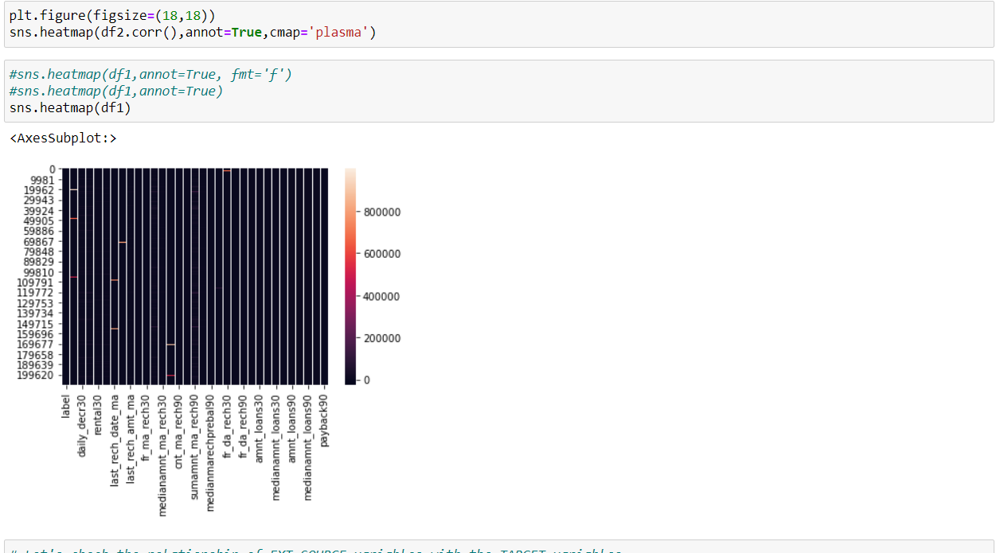 plt.figure(figsize=(18,18))
sns.heatmap(df2.corr(),annot=True,cmap='plasma')
#sns.heatmap(df1,annot=True, fmt='f')
#sns.heatmap(df1,annot=True)
sns.heatmap(df1)
<AxesSubplot:>
0
9981
19962
29943
39924
49905
59886
69867
79848
89829
99810
109791
119772
129753
139734
149715
159696
169677
179658
189639
199620
800000
600000
400000
200000
0
label
daily_decr30
rental30
last_rech_date_ma
last_rech_amt_ma
fr_ma_rech30
medianamnt_ma_rech30
cnt_ma_rech90
sumamnt_ma_rech90
medianmarechprebal90
fr_da_rech30
fr_da_rech90
amnt_loans30
medianamnt_loans30
amnt_loans90
medianamnt_loans90
payback90
# Let's check the relationship of EXT_SOURCE variables with the TARGET variables